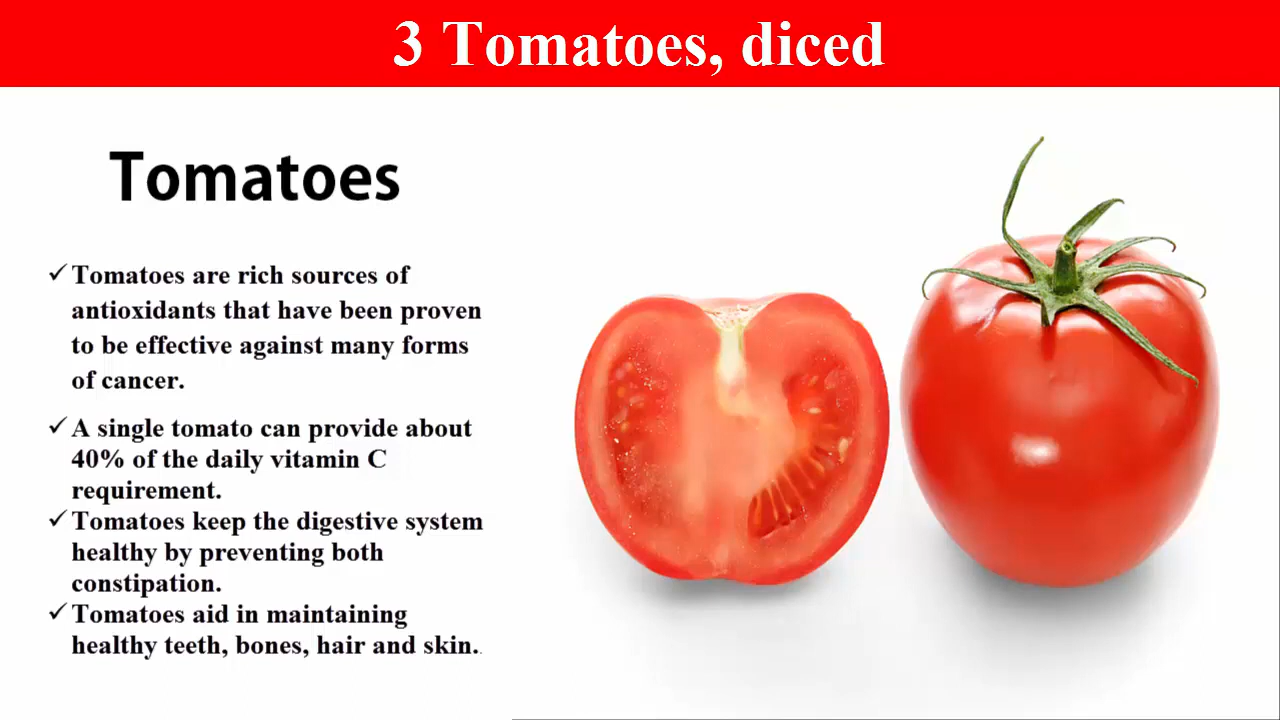 3 Tomatoes, diced
Tomatoes
✓Tomatoes are rich sources of
antioxidants that have been proven
to be effective against many forms
of cancer.
✓A single tomato can provide about
40% of the daily vitamin C
requirement.
✓Tomatoes keep the digestive system
healthy by preventing both
constipation.
✓Tomatoes aid in maintaining
healthy teeth, bones, hair and skin..